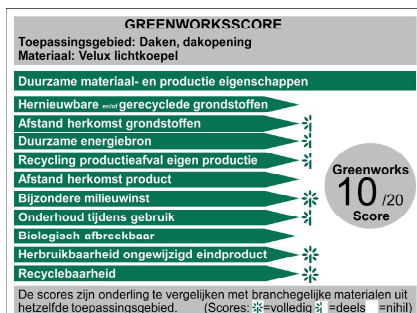 GREENWORKSSCORE
Toepassingsgebied: Daken, dakopening
Materiaal: Velux lichtkoepel
Duurzame materiaal- en productie eigenschappen
Hernieuwbare en/of gerecyclede grondstoffen
Afstand herkomst grondstoffen
Duurzame energiebron
Recycling productieafval eigen productie
Afstand herkomst product
Bijzondere milieuwinst
Onderhoud tijdens gebruik
Biologisch afbreekbaar
Herbruikbaarheid ongewijzigd eindproduct
Recyclebaarheid
Greenworks
10 /20
Score
De scores zijn onderling te vergelijken met branchegelijke materialen uit
hetzelfde toepassingsgebied. (Scores: =volledig =deels =nihil)